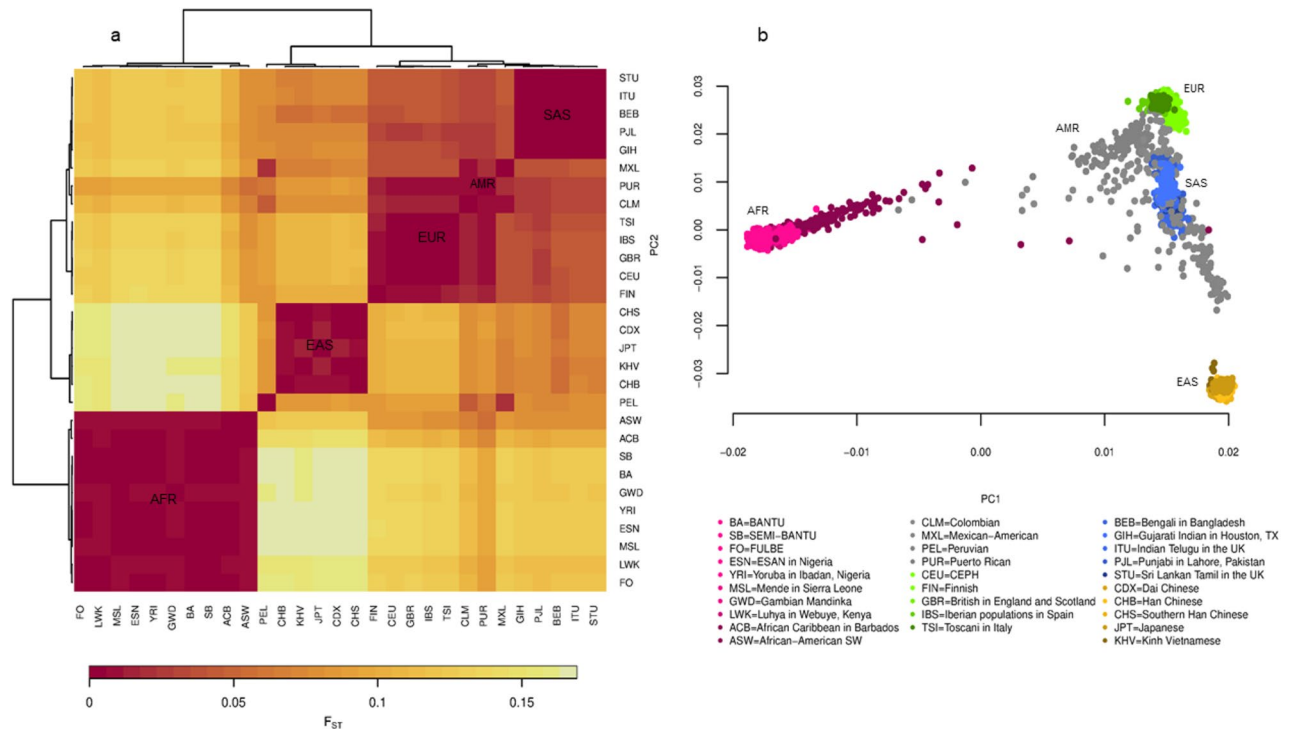 a
STU
ITU
BEB
PJL
GIH
MXL
PUR
CLM
TSI
IBS
GBR
CEU
FIN
CHS
CDX
JPT
KHV
CHB
PEL
ASW
ACB
SB
BA
GWD
YRI
ESN
MSL
LWK
FO
SAS
AMR
EUR
EAS
AFR
FO LWK MSL ESN YRI GWD BA SB ACB ASW PEL CHB KHV JPT CDX CHS FIN CEU GBR IBS TSI CLM PUR MXL GIH PJL BEB ITU STU
0 0.05 0.1 0.15
FST
b
PC2
0.03
0.02
0.01
0.00
−0.01
−0.02
−0.03
EUR
AMR
SAS
AFR
EAS
−0.02 −0.01 0.00 0.01 0.02
PC1
BA=BANTU
SB=SEMI−BANTU
FO=FULBE
ESN=ESAN in Nigeria
YRI=Yoruba in Ibadan, Nigeria
MSL=Mende in Sierra Leone
GWD=Gambian Mandinka
LWK=Luhya in Webuye, Kenya
ACB=African Caribbean in Barbados
ASW=African−American SW
CLM=Colombian
MXL=Mexican−American
PEL=Peruvian
PUR=Puerto Rican
CEU=CEPH
FIN=Finnish
GBR=British in England and Scotland
IBS=Iberian populations in Spain
TSI=Toscani in Italy
BEB=Bengali in Bangladesh
GIH=Gujarati Indian in Houston, TX
ITU=Indian Telugu in the UK
PJL=Punjabi in Lahore, Pakistan
STU=Sri Lankan Tamil in the UK
CDX=Dai Chinese
CHB=Han Chinese
CHS=Southern Han Chinese
JPT=Japanese
KHV=Kinh Vietnamese